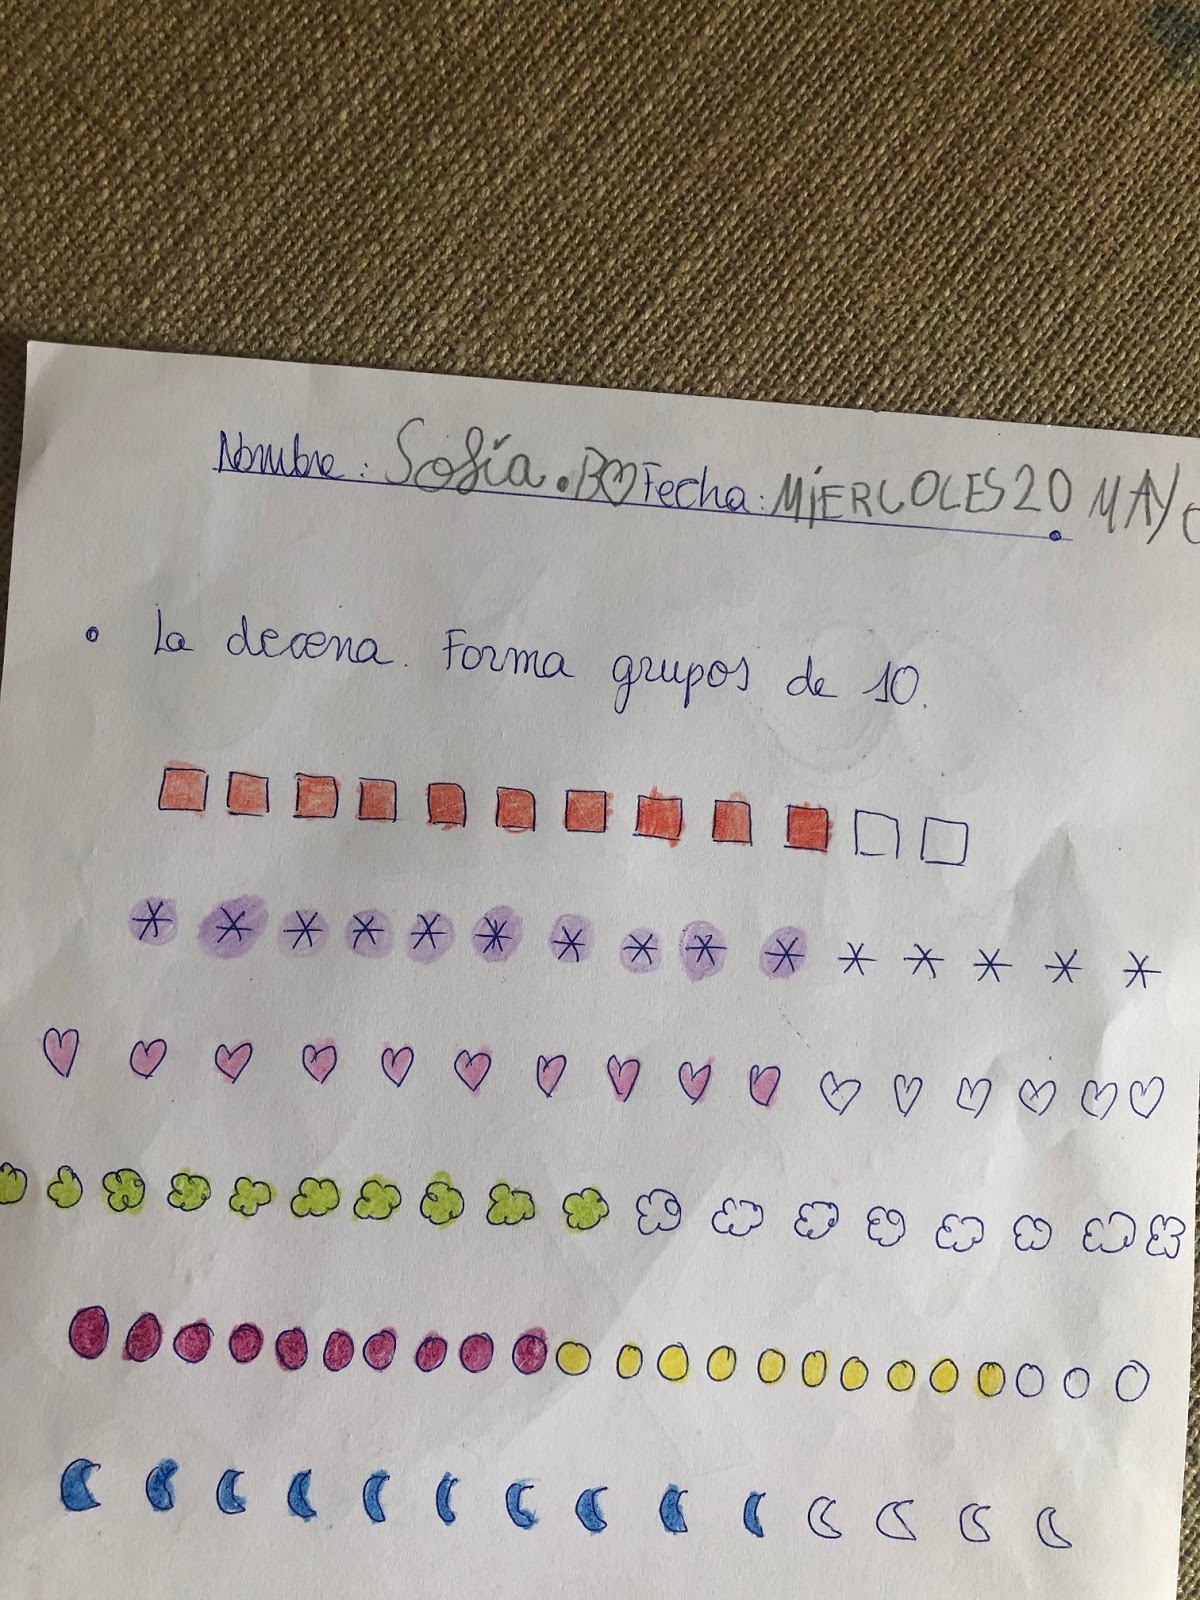 Nombre: Sofía.B♡ Fecha: MIERCOLES 20 MAYO
• La decena. Forma grupos de 10.